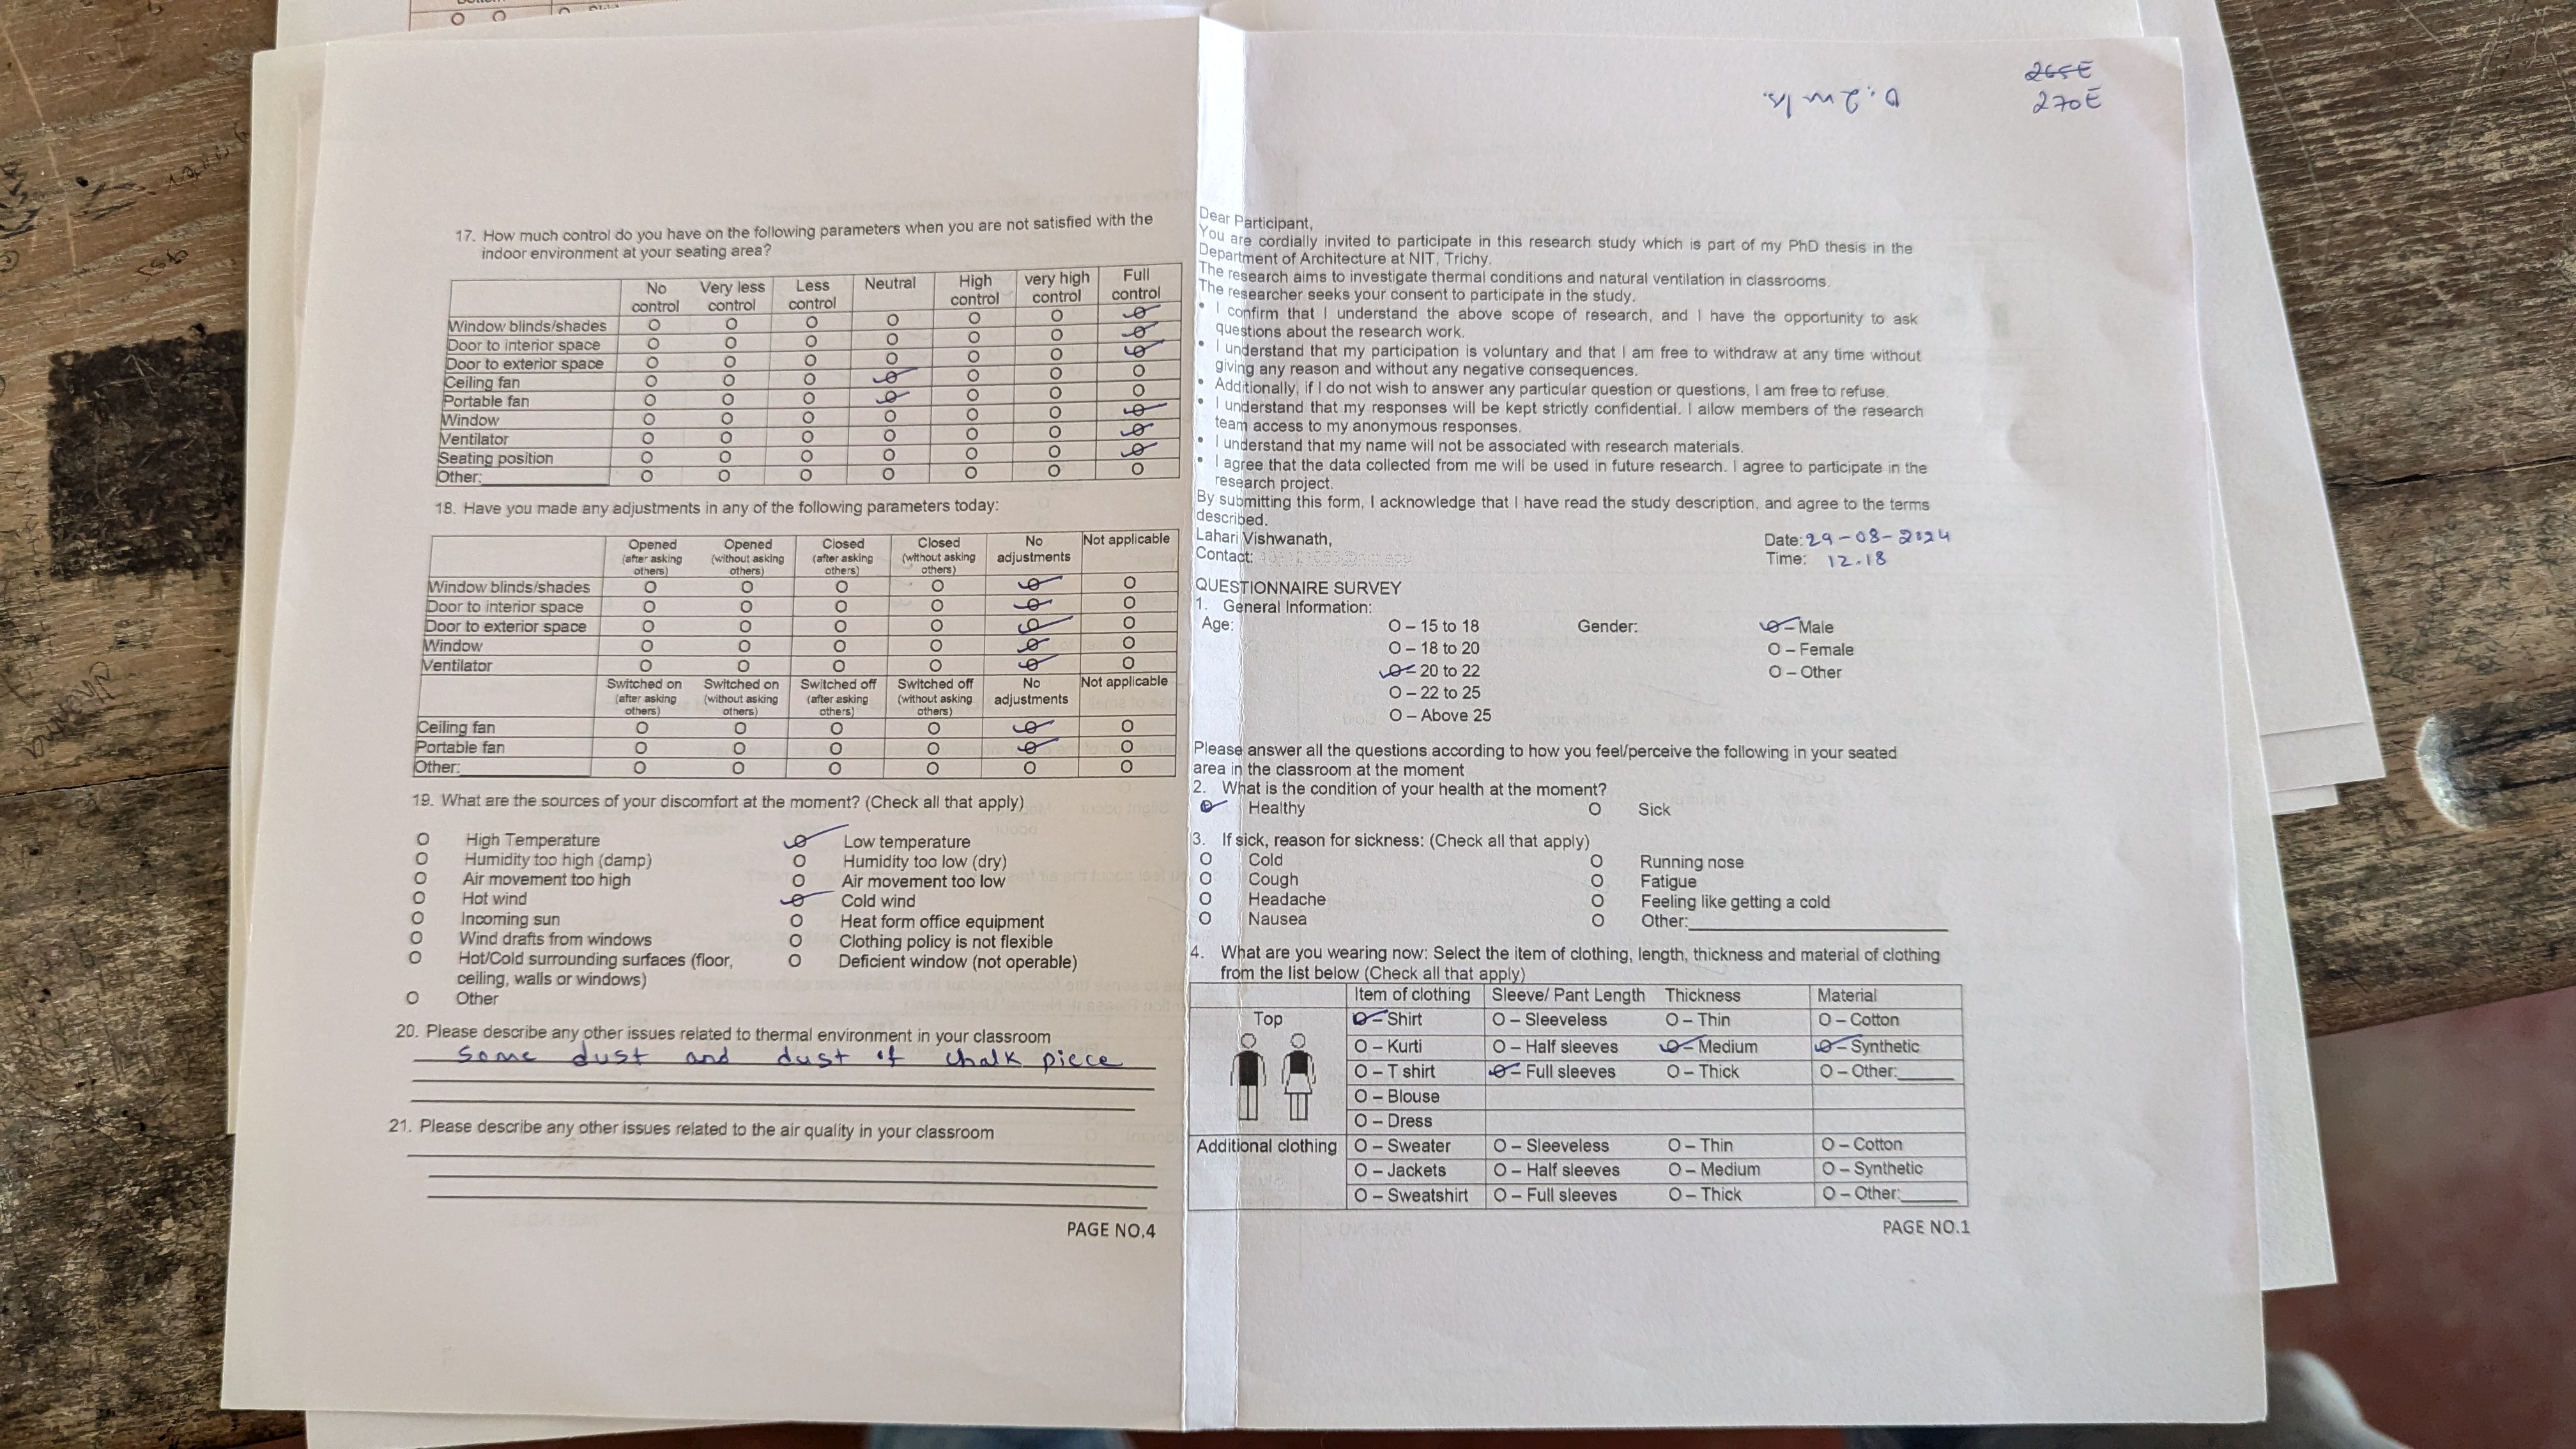 17. How much control do you have on the following parameters when you are not satisfied with the
indoor environment at your seating area?
No control Very less control Less control Neutral High control very high control Full control
Window blinds/shades O O O O O O O
Door to interior space O O O O O O O
Door to exterior space O O O O O O O
Ceiling fan O O O O O O O
Portable fan O O O O O O O
Window O O O O O O O
Ventilator O O O O O O O
Seating position O O O O O O O
Other:________ O O O O O O O
18. Have you made any adjustments in any of the following parameters today:
Opened (after asking others) Opened (without asking others) Closed (after asking others) Closed (without asking others) No adjustments Not applicable
Window blinds/shades O O O O O O
Door to interior space O O O O O O
Door to exterior space O O O O O O
Window O O O O O O
Ventilator O O O O O O
Switched on (after asking others) Switched on (without asking others) Switched off (after asking others) Switched off (without asking others) No adjustments Not applicable
Ceiling fan O O O O O O
Portable fan O O O O O O
Other:________ O O O O O O
19. What are the sources of your discomfort at the moment? (Check all that apply)
O High Temperature O Low temperature
O Humidity too high (damp) O Humidity too low (dry)
O Air movement too high O Air movement too low
O Hot wind O Cold wind
O Incoming sun O Heat form office equipment
O Wind drafts from windows O Clothing policy is not flexible
O Hot/Cold surrounding surfaces (floor, O Deficient window (not operable)
ceiling, walls or windows)
O Other
20. Please describe any other issues related to thermal environment in your classroom
some dust and dust of chalk piece
21. Please describe any other issues related to the air quality in your classroom
PAGE NO.4
265E
270E
0.2m/s.
Dear Participant,
You are cordially invited to participate in this research study which is part of my PhD thesis in the
Department of Architecture at NIT, Trichy.
The research aims to investigate thermal conditions and natural ventilation in classrooms.
The researcher seeks your consent to participate in the study.
• I confirm that I understand the above scope of research, and I have the opportunity to ask
questions about the research work.
• I understand that my participation is voluntary and that I am free to withdraw at any time without
giving any reason and without any negative consequences.
• Additionally, if I do not wish to answer any particular question or questions, I am free to refuse.
• I understand that my responses will be kept strictly confidential. I allow members of the research
team access to my anonymous responses.
• I understand that my name will not be associated with research materials.
• I agree that the data collected from me will be used in future research. I agree to participate in the
research project.
By submitting this form, I acknowledge that I have read the study description, and agree to the terms
described.
Lahari Vishwanath, Date: 29-08-2024
Contact: Time: 12.18
QUESTIONNAIRE SURVEY
1. General Information:
Age: O – 15 to 18 Gender: O – Male
O – 18 to 20 O – Female
O – 20 to 22 O – Other
O – 22 to 25
O – Above 25
Please answer all the questions according to how you feel/perceive the following in your seated
area in the classroom at the moment
2. What is the condition of your health at the moment?
O Healthy O Sick
3. If sick, reason for sickness: (Check all that apply)
O Cold O Running nose
O Cough O Fatigue
O Headache O Feeling like getting a cold
O Nausea O Other:________
4. What are you wearing now: Select the item of clothing, length, thickness and material of clothing
from the list below (Check all that apply)
Item of clothing Sleeve/ Pant Length Thickness Material
Top O – Shirt O – Sleeveless O – Thin O – Cotton
O – Kurti O – Half sleeves O – Medium O – Synthetic
O – T shirt O – Full sleeves O – Thick O – Other:______
O – Blouse
O – Dress
Additional clothing O – Sweater O – Sleeveless O – Thin O – Cotton
O – Jackets O – Half sleeves O – Medium O – Synthetic
O – Sweatshirt O – Full sleeves O – Thick O – Other:______
PAGE NO.1